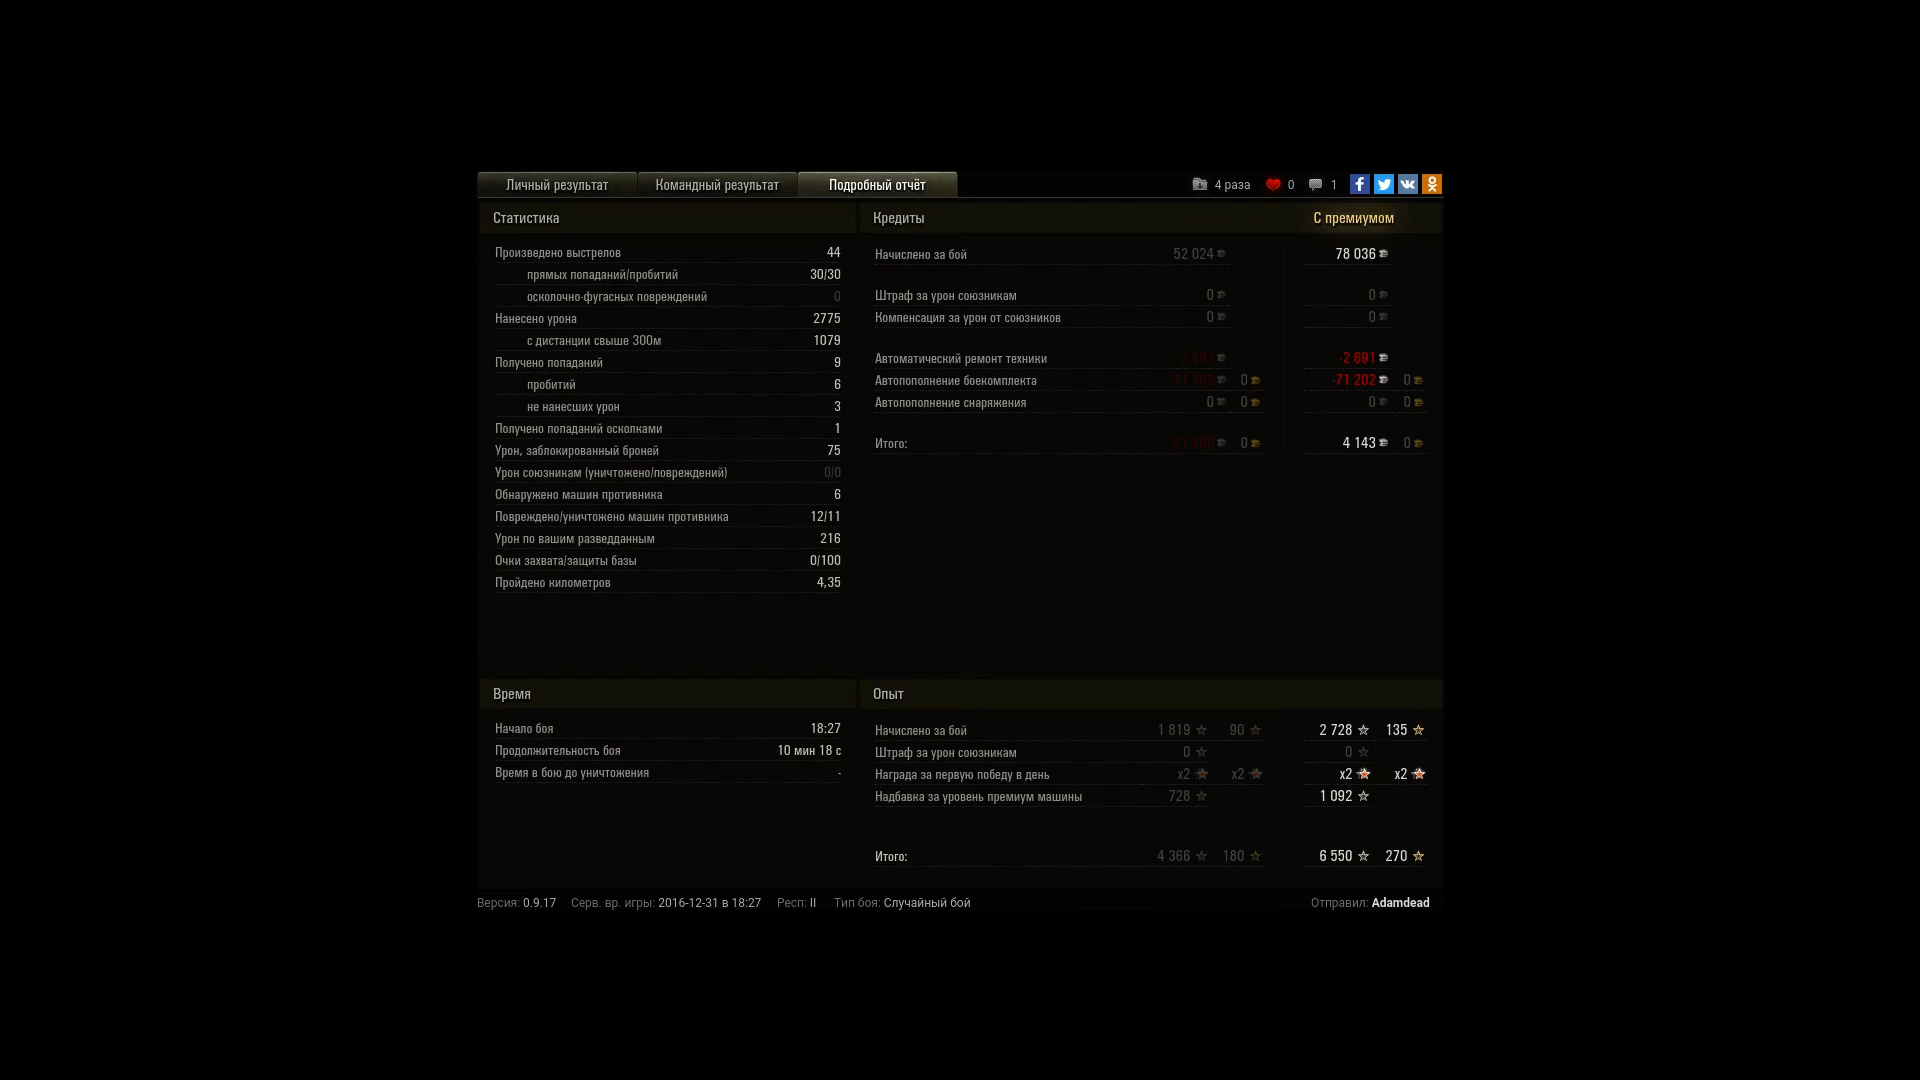 Личный результат Командный результат Подробный отчёт 4 раза 0 1
Статистика
Произведено выстрелов 44
прямых попаданий/пробитий 30/30
осколочно-фугасных повреждений 0
Нанесено урона 2775
с дистанции свыше 300м 1079
Получено попаданий 9
пробитий 6
не нанесших урон 3
Получено попаданий осколками 1
Урон, заблокированный броней 75
Урон союзникам (уничтожено/повреждений) 0/0
Обнаружено машин противника 6
Повреждено/уничтожено машин противника 12/11
Урон по вашим разведданным 216
Очки захвата/защиты базы 0/100
Пройдено километров 4,35
Кредиты С премиумом
Начислено за бой 52 024 78 036
Штраф за урон союзникам 0 0
Компенсация за урон от союзников 0 0
Автоматический ремонт техники -2 691 -2 691
Автопополнение боекомплекта -71 202 0 -71 202 0
Автопополнение снаряжения 0 0 0 0
Итого: -21 869 0 4 143 0
Время
Начало боя 18:27
Продолжительность боя 10 мин 18 с
Время в бою до уничтожения -
Опыт
Начислено за бой 1 819 90 2 728 135
Штраф за урон союзникам 0 0
Награда за первую победу в день x2 x2 x2 x2
Надбавка за уровень премиум машины 728 1 092
Итого: 4 366 180 6 550 270
Версия: 0.9.17 Серв. вр. игры: 2016-12-31 в 18:27 Респ: II Тип боя: Случайный бой Отправил: Adamdead